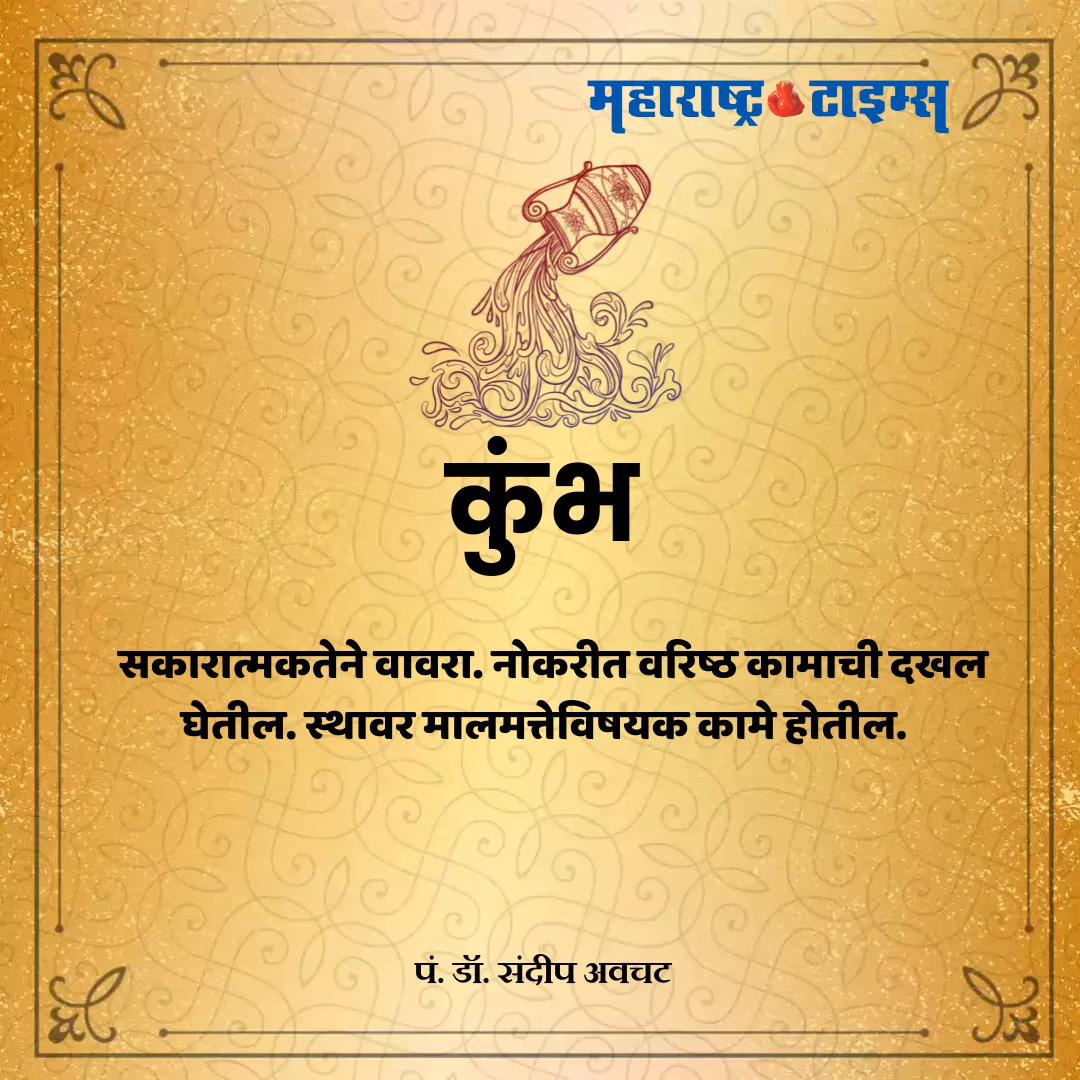 महाराष्ट्र टाइम्स
कुंभ
सकारात्मकतेने वावरा. नोकरीत वरिष्ठ कामाची दखल
घेतील. स्थावर मालमत्तेविषयक कामे होतील.
पं. डॉ. संदीप अवचट